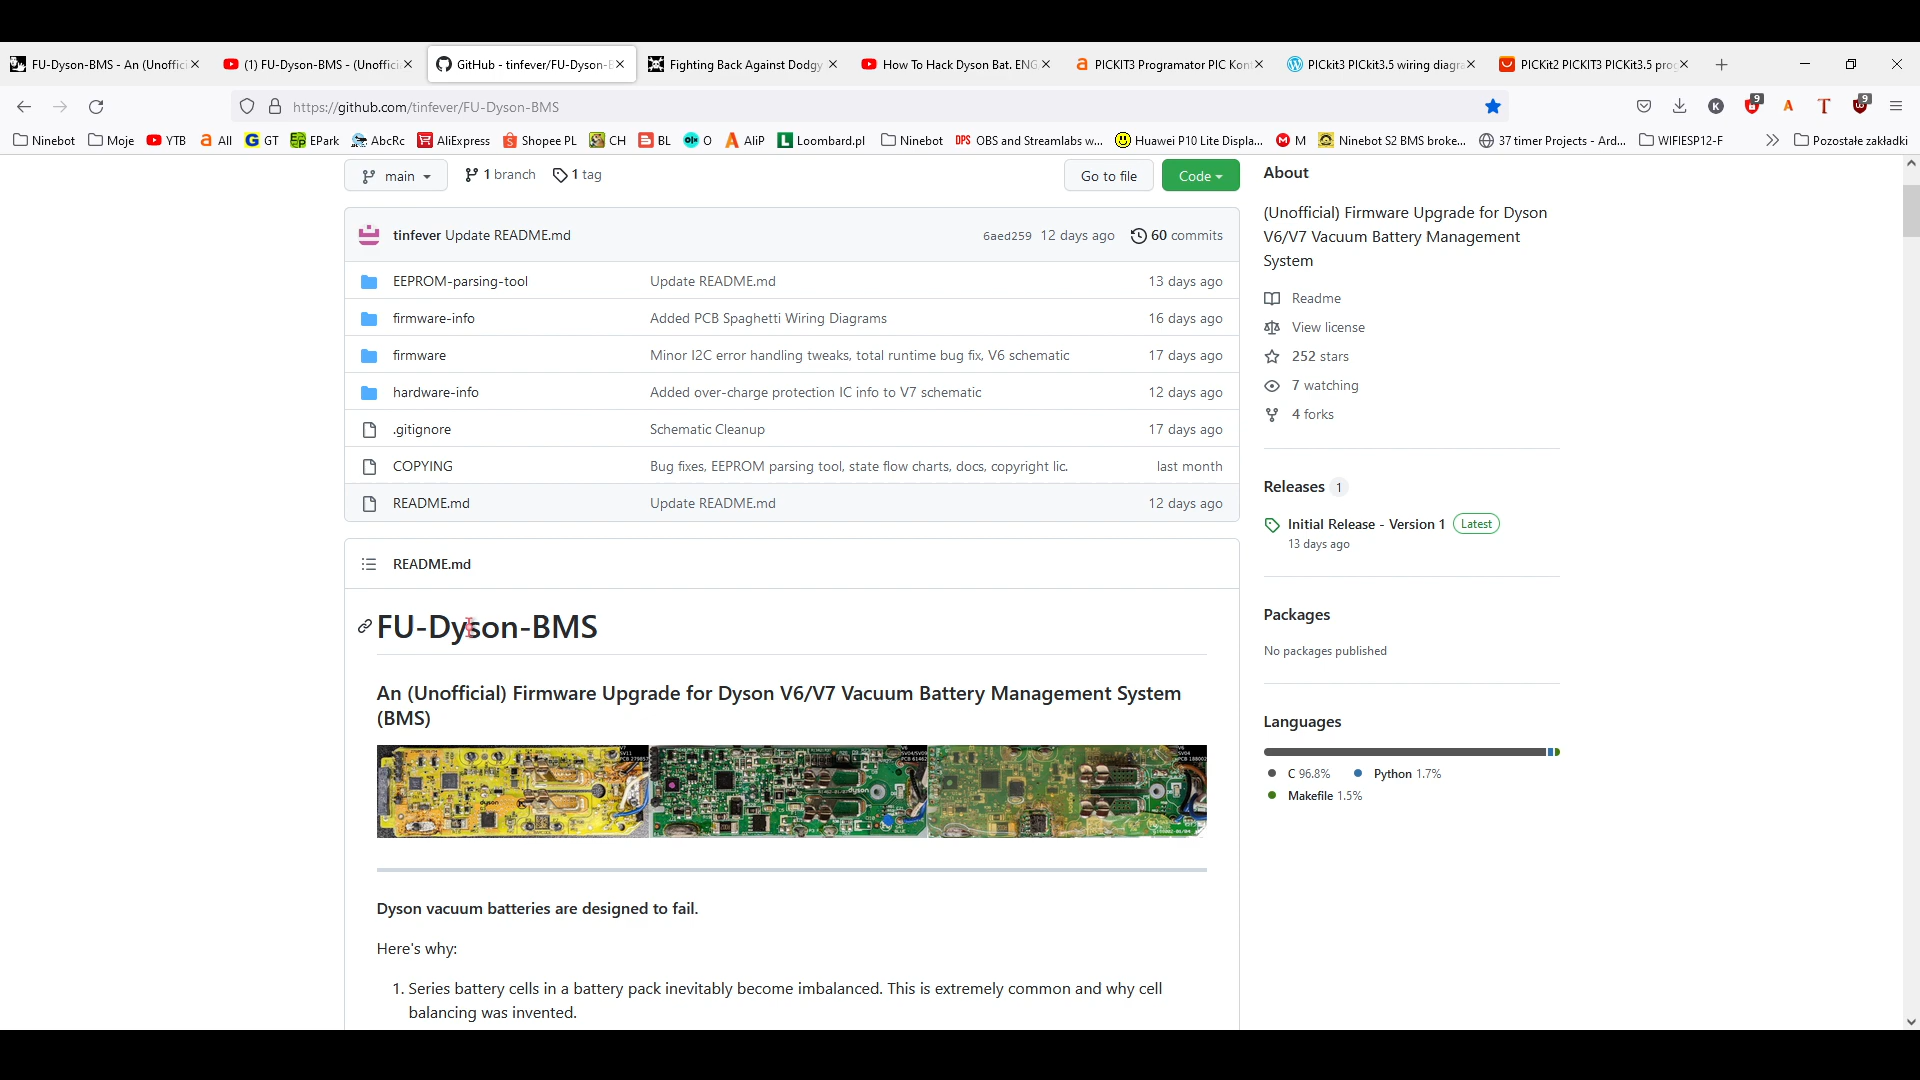 FU-Dyson-BMS - An (Unoffici
(1) FU-Dyson-BMS - (Unoffici
GitHub - tinfever/FU-Dyson-B
Fighting Back Against Dodgy
How To Hack Dyson Bat. ENG
PICKIT3 Programator PIC Kon
PICkit3 PICkit3.5 wiring diagra
PICKit2 PICKIT3 PICKit3.5 pro
https://github.com/tinfever/FU-Dyson-BMS
9
K
A
T
9
Ninebot
Moje
YTB
All
GT
EPark
AbcRc
AliExpress
Shopee PL
CH
BL
O
AliP
Loombard.pl
Ninebot
OBS and Streamlabs w...
Huawei P10 Lite Displa...
M
Ninebot S2 BMS broke...
37 timer Projects - Ard...
WIFIESP12-F
Pozostałe zakładki
main
1 branch
1 tag
Go to file
Code
tinfever Update README.md
6aed259 12 days ago
60 commits
EEPROM-parsing-tool Update README.md 13 days ago
firmware-info Added PCB Spaghetti Wiring Diagrams 16 days ago
firmware Minor I2C error handling tweaks, total runtime bug fix, V6 schematic 17 days ago
hardware-info Added over-charge protection IC info to V7 schematic 12 days ago
.gitignore Schematic Cleanup 17 days ago
COPYING Bug fixes, EEPROM parsing tool, state flow charts, docs, copyright lic. last month
README.md Update README.md 12 days ago
README.md
FU-Dyson-BMS
An (Unofficial) Firmware Upgrade for Dyson V6/V7 Vacuum Battery Management System
(BMS)
Dyson vacuum batteries are designed to fail.
Here's why:
1. Series battery cells in a battery pack inevitably become imbalanced. This is extremely common and why cell
balancing was invented.
About
(Unofficial) Firmware Upgrade for Dyson
V6/V7 Vacuum Battery Management
System
Readme
View license
252 stars
7 watching
4 forks
Releases 1
Initial Release - Version 1 Latest
13 days ago
Packages
No packages published
Languages
C 96.8%
Python 1.7%
Makefile 1.5%